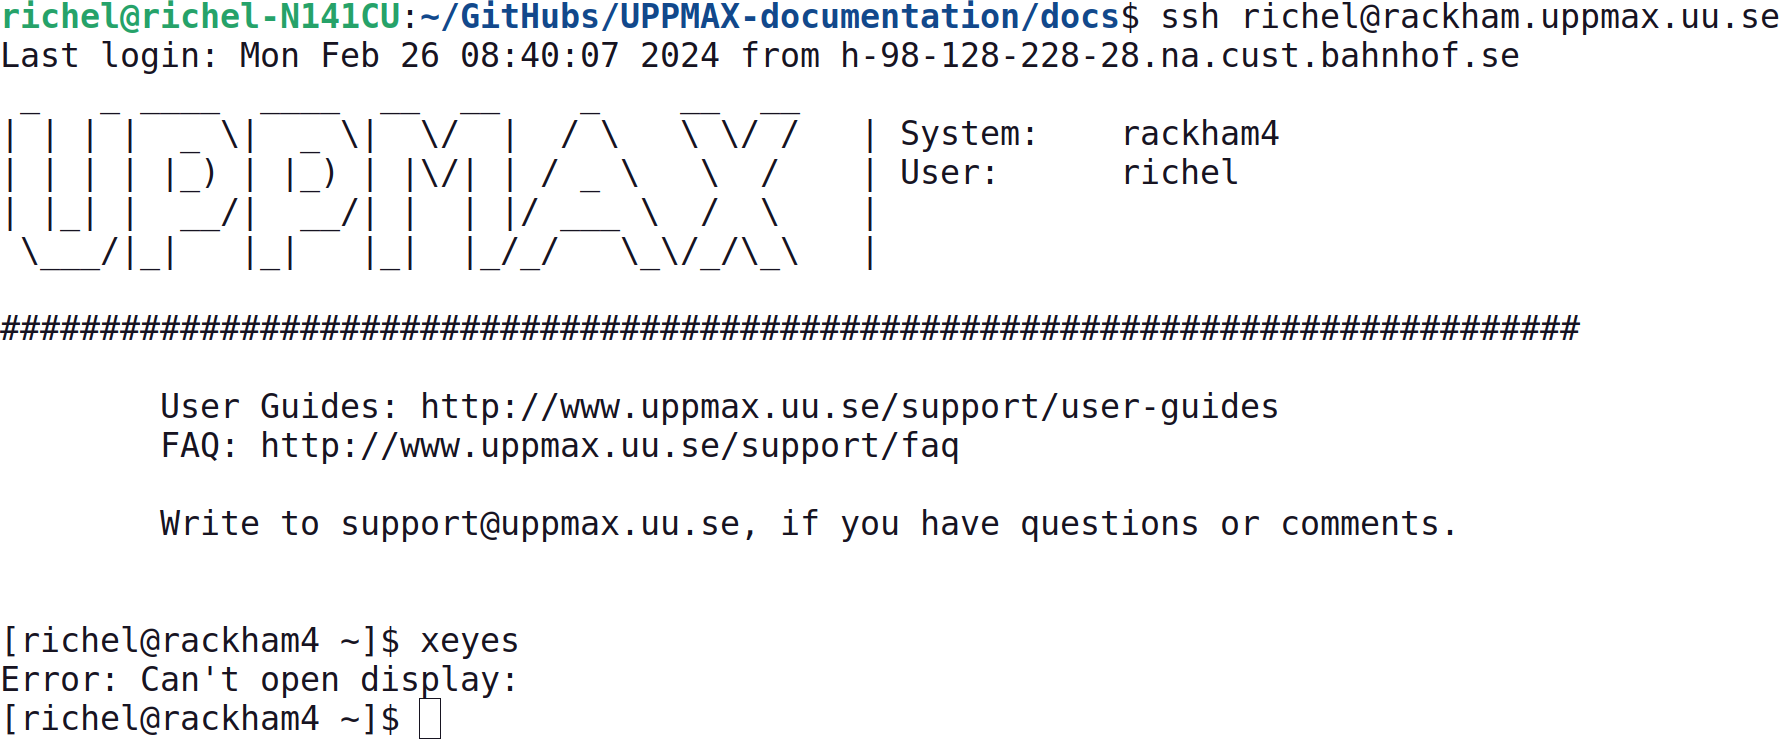 richel@richel-N141CU:~/GitHubs/UPPMAX-documentation/docs$ ssh richel@rackham.uppmax.uu.se
Last login: Mon Feb 26 08:40:07 2024 from h-98-128-228-28.na.cust.bahnhof.se
 _   _ ____  ____  __  __    _    __  __
| | | |  _ \|  _ \|  \/  |  / \   \ \/ /   | System:    rackham4
| | | | |_) | |_) | |\/| | / _ \   \  /    | User:      richel
| |_| |  __/|  __/| |  | |/ ___ \  /  \    |
 \___/|_|   |_|   |_|  |_/_/   \_\/_/\_\   |
###############################################################################
        User Guides: http://www.uppmax.uu.se/support/user-guides
        FAQ: http://www.uppmax.uu.se/support/faq
        Write to support@uppmax.uu.se, if you have questions or comments.
[richel@rackham4 ~]$ xeyes
Error: Can't open display:
[richel@rackham4 ~]$